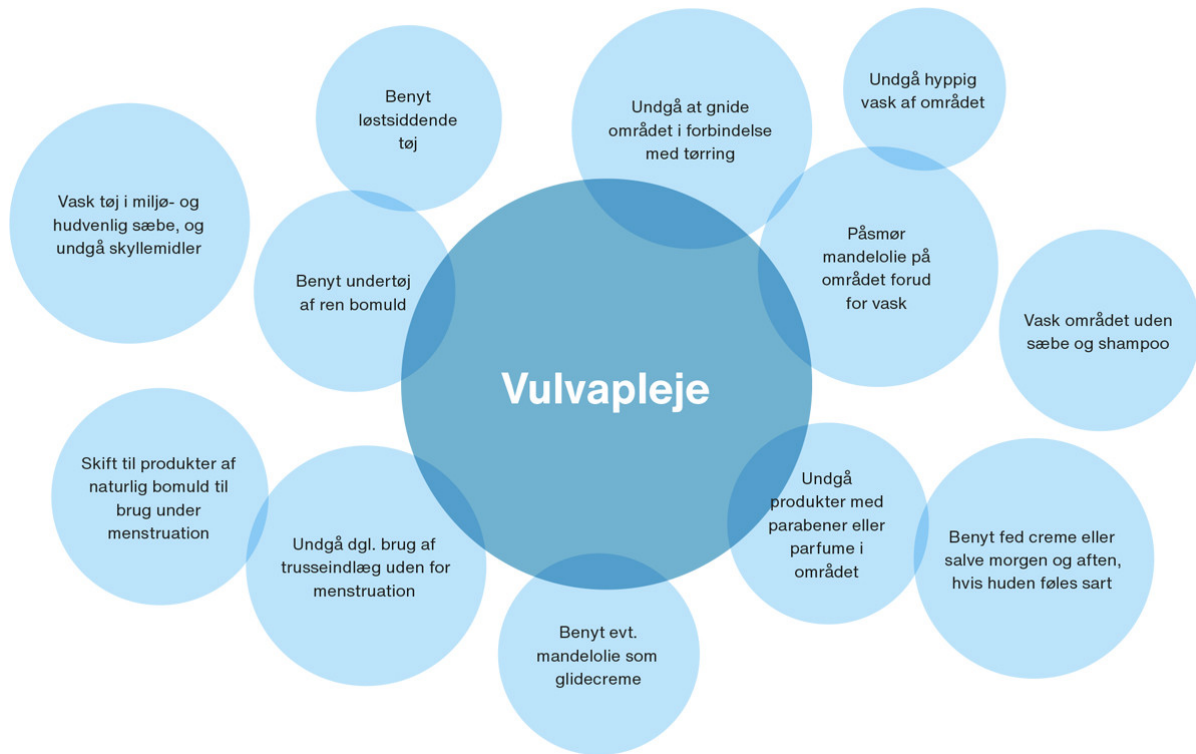 Benyt
løstsiddende
tøj
Undgå at gnide
området i forbindelse
med tørring
Undgå hyppig
vask af området
Vask tøj i miljø- og
hudvenlig sæbe, og
undgå skyllemidler
Benyt undertøj
af ren bomuld
Påsmør
mandelolie på
området forud
for vask
Vask området uden
sæbe og shampoo
Vulvapleje
Skift til produkter af
naturlig bomuld til
brug under
menstruation
Undgå dgl. brug af
trusseindlæg uden for
menstruation
Undgå
produkter med
parabener eller
parfume i
området
Benyt fed creme eller
salve morgen og aften,
hvis huden føles sart
Benyt evt.
mandelolie som
glidecreme